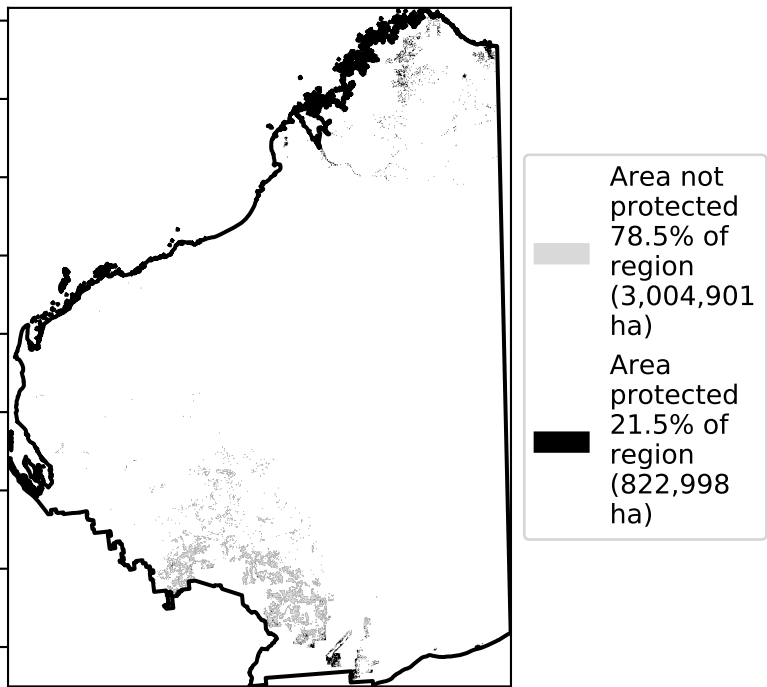 Area not
protected
78.5% of
region
(3,004,901
ha)
Area
protected
21.5% of
region
(822,998
ha)